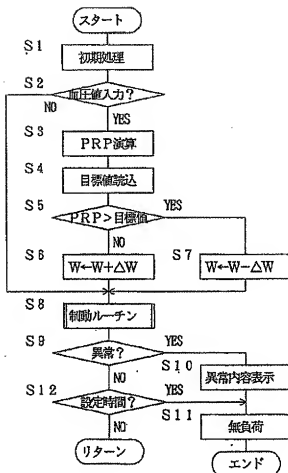 スタート
S1
初期処理
S2
血圧値入力?
NO
YES
S3
PRP演算
S4
目標値読込
S5
PRP>目標値
YES
NO
S6
W←W+△W
S7
W←W-△W
S8
制動ルーチン
S9
異常?
YES
NO
S10
異常内容表示
S12
設定時間?
YES
S11
無負荷
NO
リターン
エンド